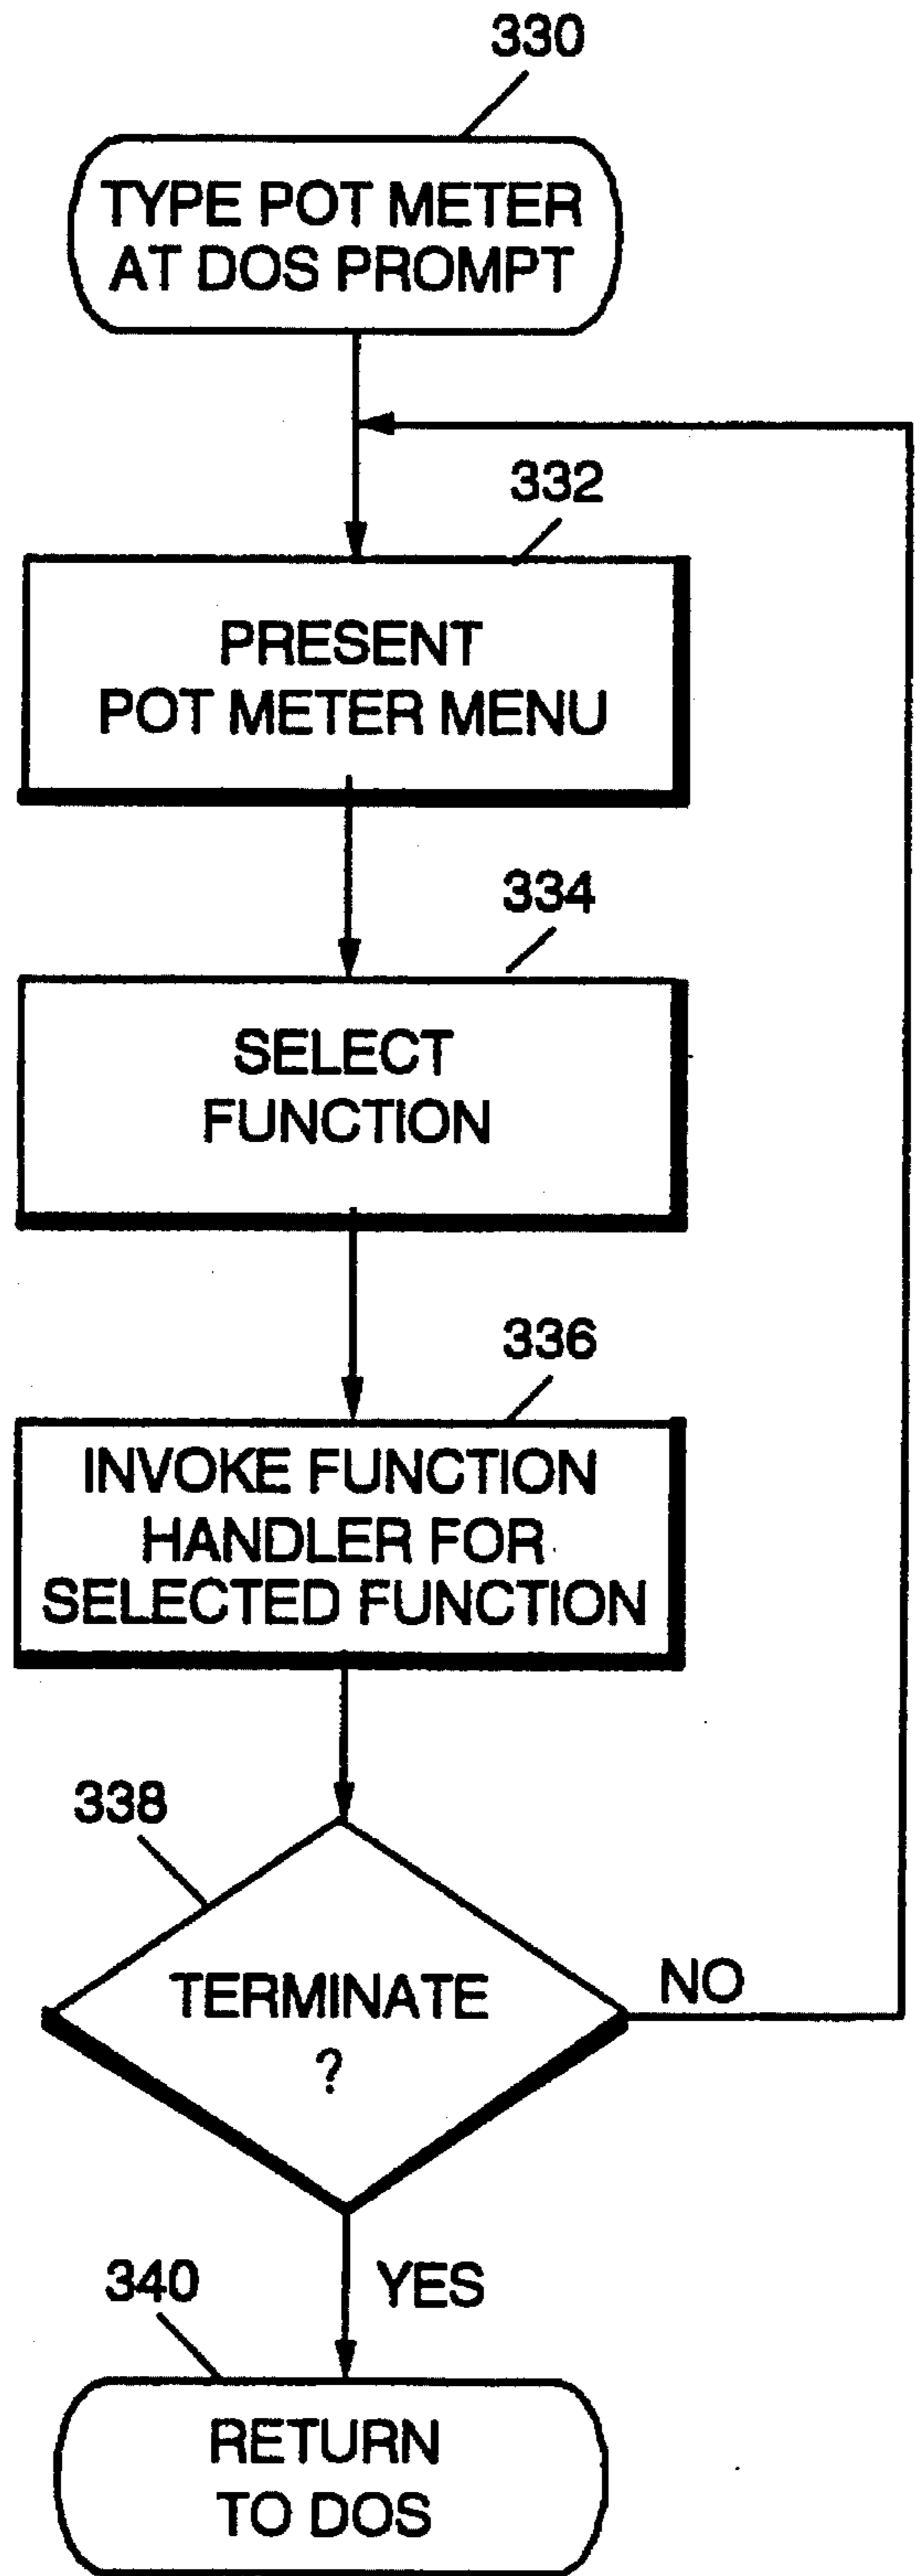 330
TYPE POT METER
AT DOS PROMPT
332
PRESENT
POT METER MENU
334
SELECT
FUNCTION
336
INVOKE FUNCTION
HANDLER FOR
SELECTED FUNCTION
338
TERMINATE
?
NO
YES
340
RETURN
TO DOS